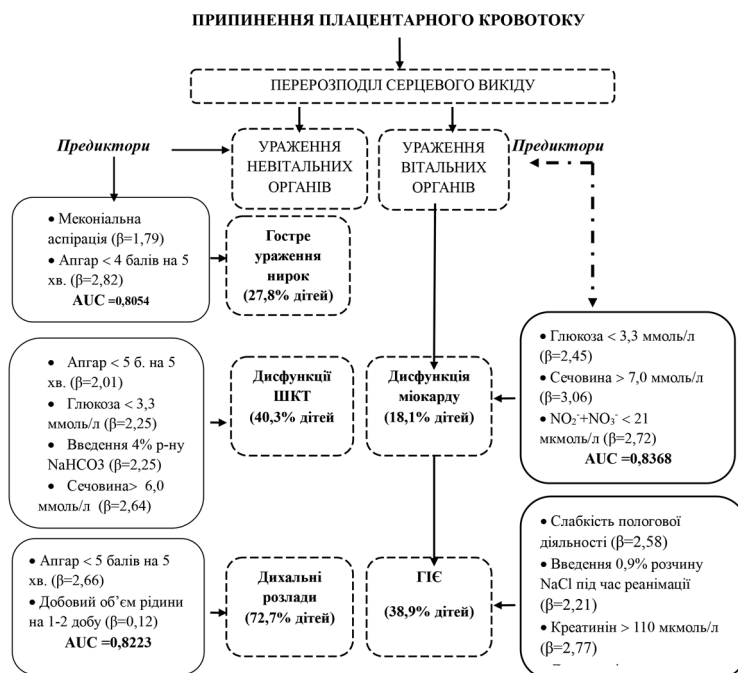 ПРИПИНЕННЯ ПЛАЦЕНТАРНОГО КРОВОТОКУ
ПЕРЕРОЗПОДІЛ СЕРЦЕВОГО ВИКІДУ
Предиктори
УРАЖЕННЯ
НЕВІТАЛЬНИХ
ОРГАНІВ
УРАЖЕННЯ
ВІТАЛЬНИХ
ОРГАНІВ
Предиктори
• Меконіальна
аспірація (β=1,79)
• Апгар < 4 балів на 5
хв. (β=2,82)
AUC =0,8054
Гостре
ураження
нирок
(27,8% дітей)
• Апгар < 5 б. на 5
хв. (β=2,01)
• Глюкоза < 3,3
ммоль/л (β=2,25)
• Введення 4% р-ну
NaHCO3 (β=2,25)
• Сечовина> 6,0
ммоль/л (β=2,64)
Дисфункції
ШКТ
(40,3% дітей
Дисфункція
міокарду
(18,1% дітей)
• Глюкоза < 3,3 ммоль/л
(β=2,45)
• Сечовина > 7,0 ммоль/л
(β=3,06)
• NO₂⁻+NO₃⁻ < 21
мкмоль/л (β=2,72)
AUC =0,8368
• Апгар < 5 балів на 5
хв. (β=2,66)
• Добовий об’єм рідини
на 1-2 добу (β=0,12)
AUC =0,8223
Дихальні
розлади
(72,7% дітей)
ГІЄ
(38,9% дітей)
• Слабкість пологової
діяльності (β=2,58)
• Введення 0,9% розчину
NaCl під час реанімації
(β=2,21)
• Креатинін > 110 мкмоль/л
(β=2,77)